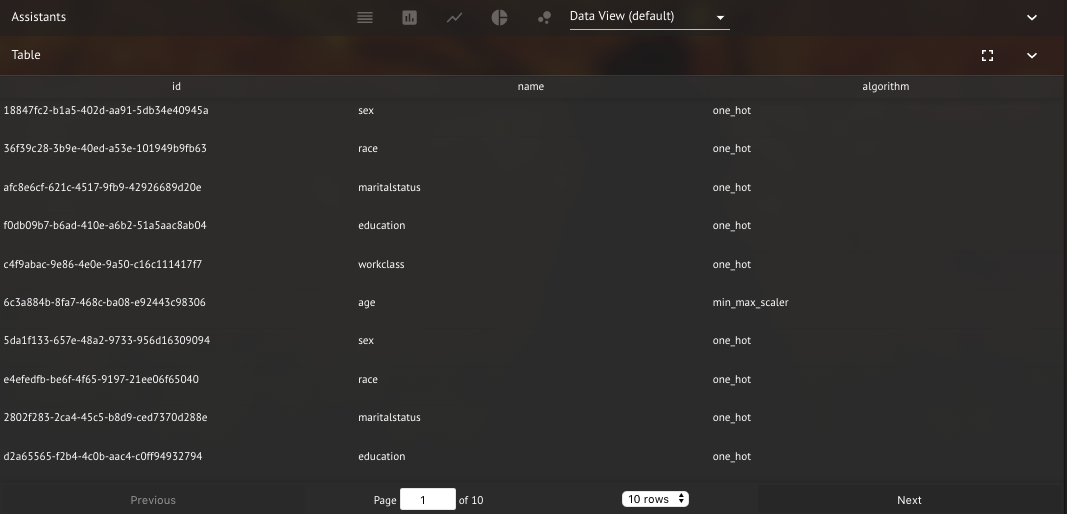 Assistants Data View (default)
Table
id name algorithm
18847fc2-b1a5-402d-aa91-5db34e40945a sex one_hot
36f39c28-3b9e-40ed-a53e-101949b9fb63 race one_hot
afc8e6cf-621c-4517-9fb9-42926689d20e maritalstatus one_hot
f0db09b7-b6ad-410e-a6b2-51a5aac8ab04 education one_hot
c4f9abac-9e86-4e0e-9a50-c16c111417f7 workclass one_hot
6c3a884b-8fa7-468c-ba08-e92443c98306 age min_max_scaler
5da1f133-657e-48a2-9733-956d16309094 sex one_hot
e4efedfb-be6f-4f65-9197-21ee06f65040 race one_hot
2802f283-2ca4-45c5-b8d9-ced7370d288e maritalstatus one_hot
d2a65565-f2b4-4c0b-aac4-c0ff94932794 education one_hot
Previous Page 1 of 10 10 rows Next